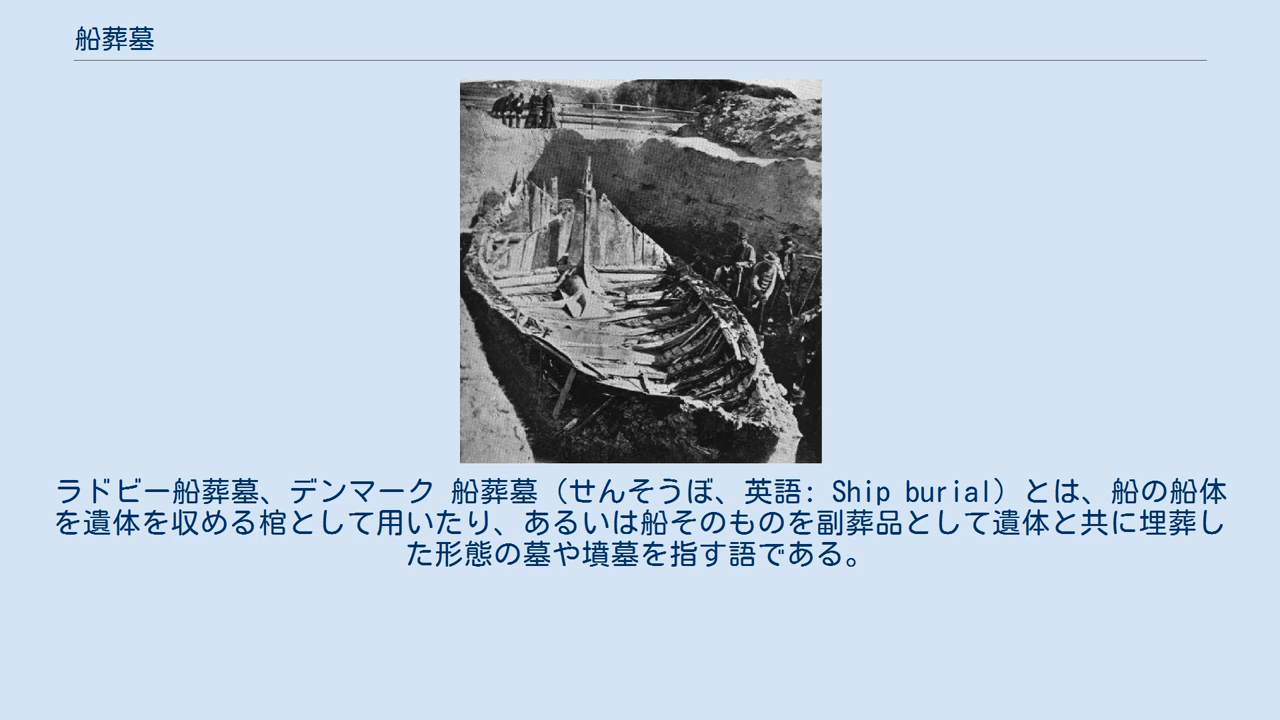 船葬墓
ラドビー船葬墓、デンマーク 船葬墓（せんそうぼ、英語: Ship burial）とは、船の船体
を遺体を収める棺として用いたり、あるいは船そのものを副葬品として遺体と共に埋葬し
た形態の墓や墳墓を指す語である。